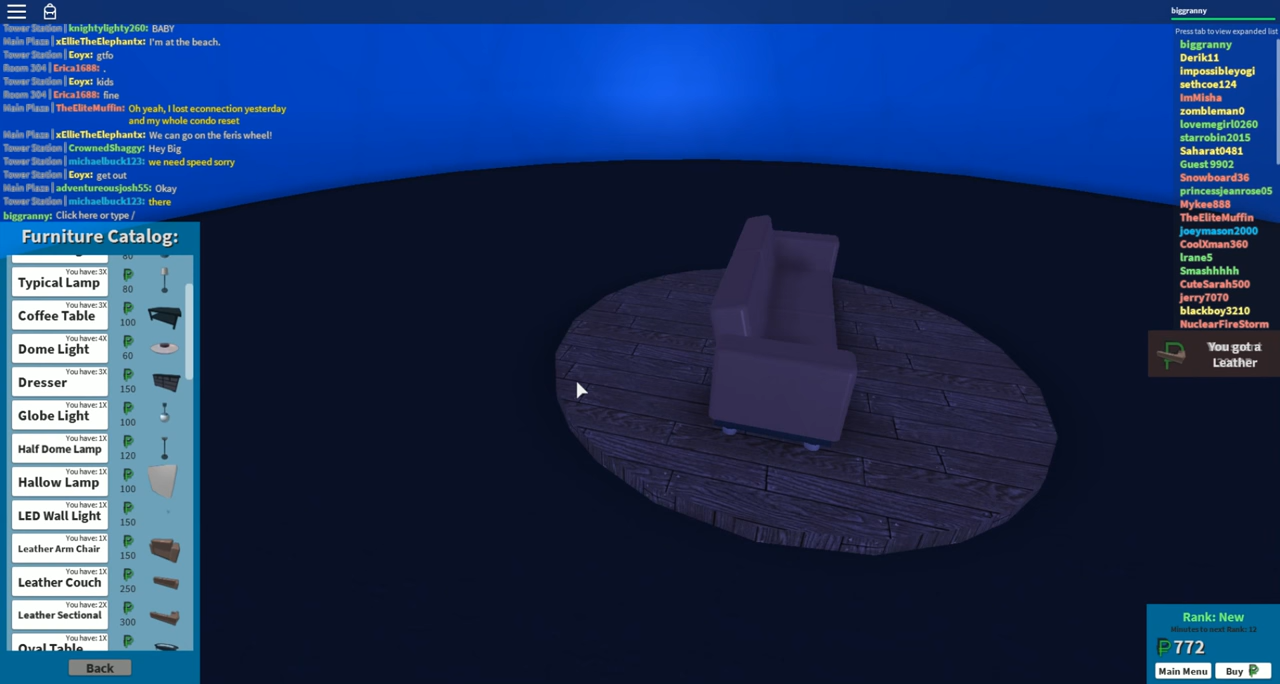 Tower Station | knightylighty260: BABY
Main Plaza | xEllieTheElephantx: I'm at the beach.
Tower Station | Eoyx: gtfo
Room 304 | Erica1688: .
Tower Station | Eoyx: kids
Room 304 | Erica1688: fine
Main Plaza | TheEliteMuffin: Oh yeah, I lost econnection yesterday
and my whole condo reset
Main Plaza | xEllieTheElephantx: We can go on the feris wheel!
Tower Station | CrownedShaggy: Hey Big
Tower Station | michaelbuck123: we need speed sorry
Tower Station | Eoyx: get out
Main Plaza | adventureousjosh55: Okay
Tower Station | michaelbuck123: there
biggranny: Click here or type /
Furniture Catalog:
80
You have: 3X
Typical Lamp
80
You have: 3X
Coffee Table
100
You have: 4X
Dome Light
60
You have: 3X
Dresser
150
You have: 1X
Globe Light
100
You have: 1X
Half Dome Lamp
120
You have: 1X
Hallow Lamp
100
You have: 1X
LED Wall Light
150
You have: 1X
Leather Arm Chair
150
You have: 1X
Leather Couch
250
You have: 2X
Leather Sectional
300
You have: 1X
Oval Table
Back
biggranny
Press tab to view expanded list
biggranny
Derik11
impossibleyogi
sethcoe124
ImMisha
zombleman0
lovemegirl0260
starrobin2015
Saharat0481
Guest 9902
Snowboard36
princessjeanrose05
Mykee888
TheEliteMuffin
joeymason2000
CoolXman360
lrane5
Smashhhhh
CuteSarah500
jerry7070
blackboy3210
NuclearFireStorm
You got a
Leather
Rank: New
Minutes to next Rank: 12
772
Main Menu
Buy